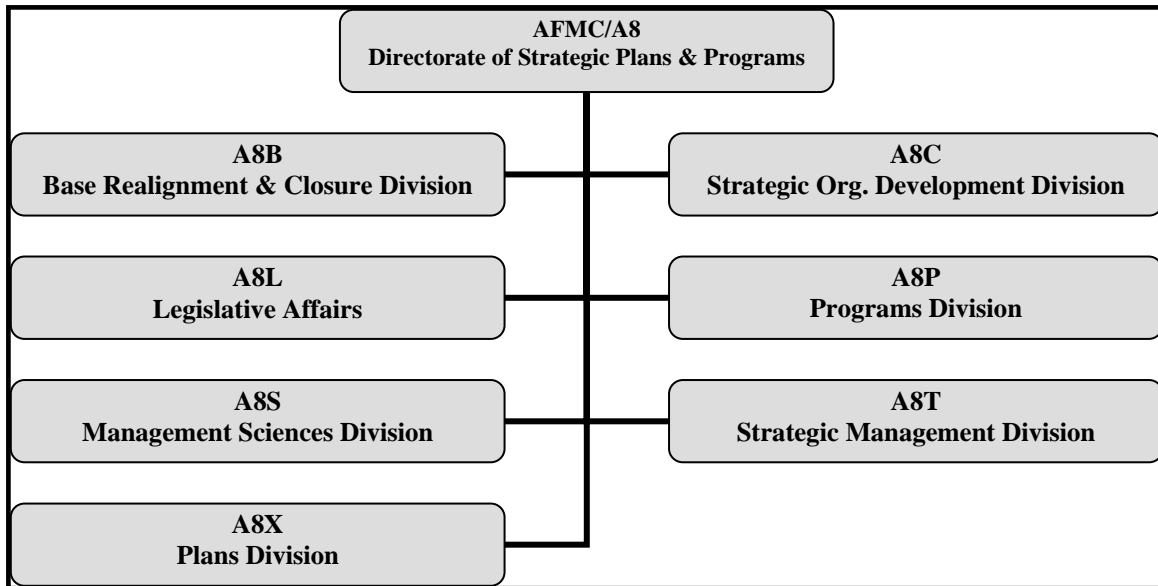 AFMC/A8
Directorate of Strategic Plans & Programs
A8B
Base Realignment & Closure Division
A8C
Strategic Org. Development Division
A8L
Legislative Affairs
A8P
Programs Division
A8S
Management Sciences Division
A8T
Strategic Management Division
A8X
Plans Division